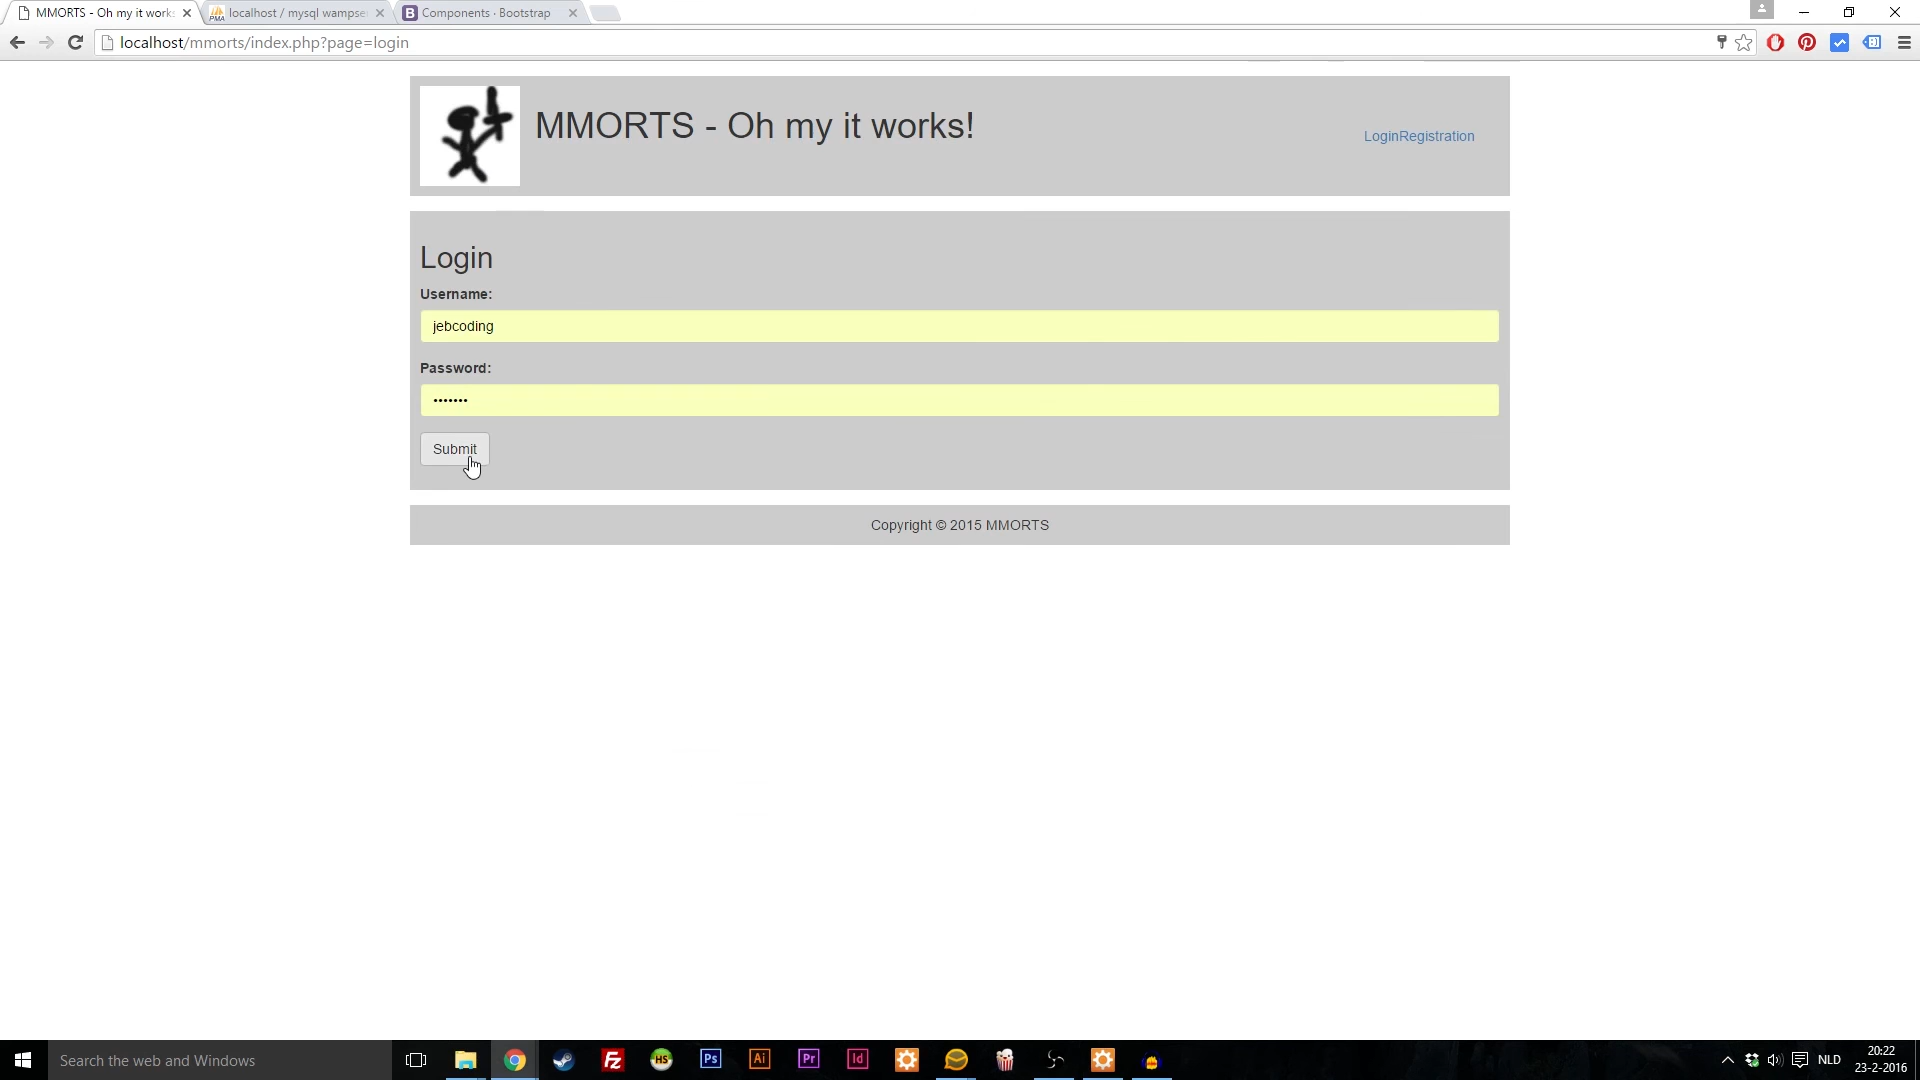 MMORTS - Oh my it works
localhost / mysql wampse
Components · Bootstrap
localhost/mmorts/index.php?page=login
MMORTS - Oh my it works!
LoginRegistration
Login
Username:
jebcoding
Password:
•••••••
Submit
Copyright © 2015 MMORTS
Search the web and Windows
NLD
20:22
23-2-2016